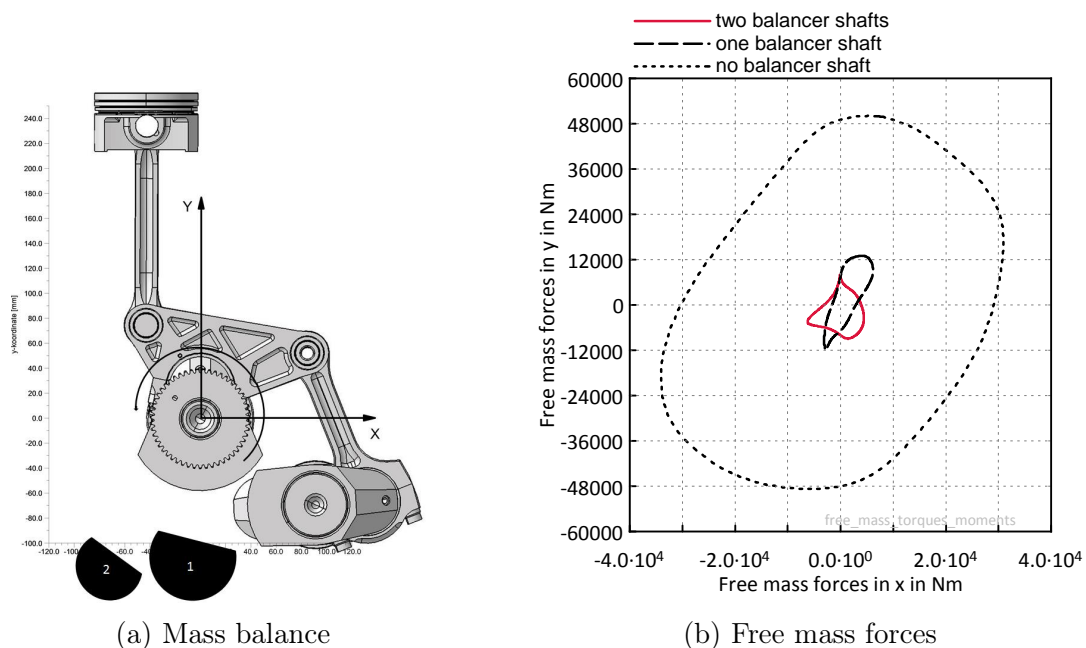 240.0
220.0
200.0
180.0
160.0
140.0
120.0
100.0
80.0
60.0
40.0
20.0
0.0
-20.0
-40.0
-60.0
-80.0
-100.0
y-koordinate [mm]
Y
X
-120.0 -100.0 -60.0 -40.0 100.0 120.0
2
1
(a) Mass balance
two balancer shafts
one balancer shaft
no balancer shaft
60000
48000
36000
24000
12000
0
-12000
-24000
-36000
-48000
-60000
Free mass forces in y in Nm
free_mass_torques_moments
-4.0·10⁴ -2.0·10⁴ 0.0·10⁰ 2.0·10⁴ 4.0·10⁴
Free mass forces in x in Nm
(b) Free mass forces